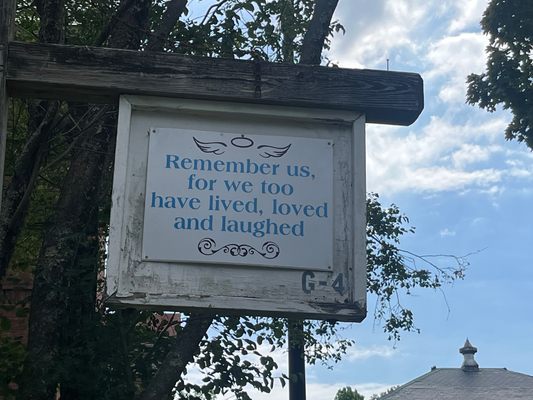 Remember us,
for we too
have lived, loved
and laughed
G-4